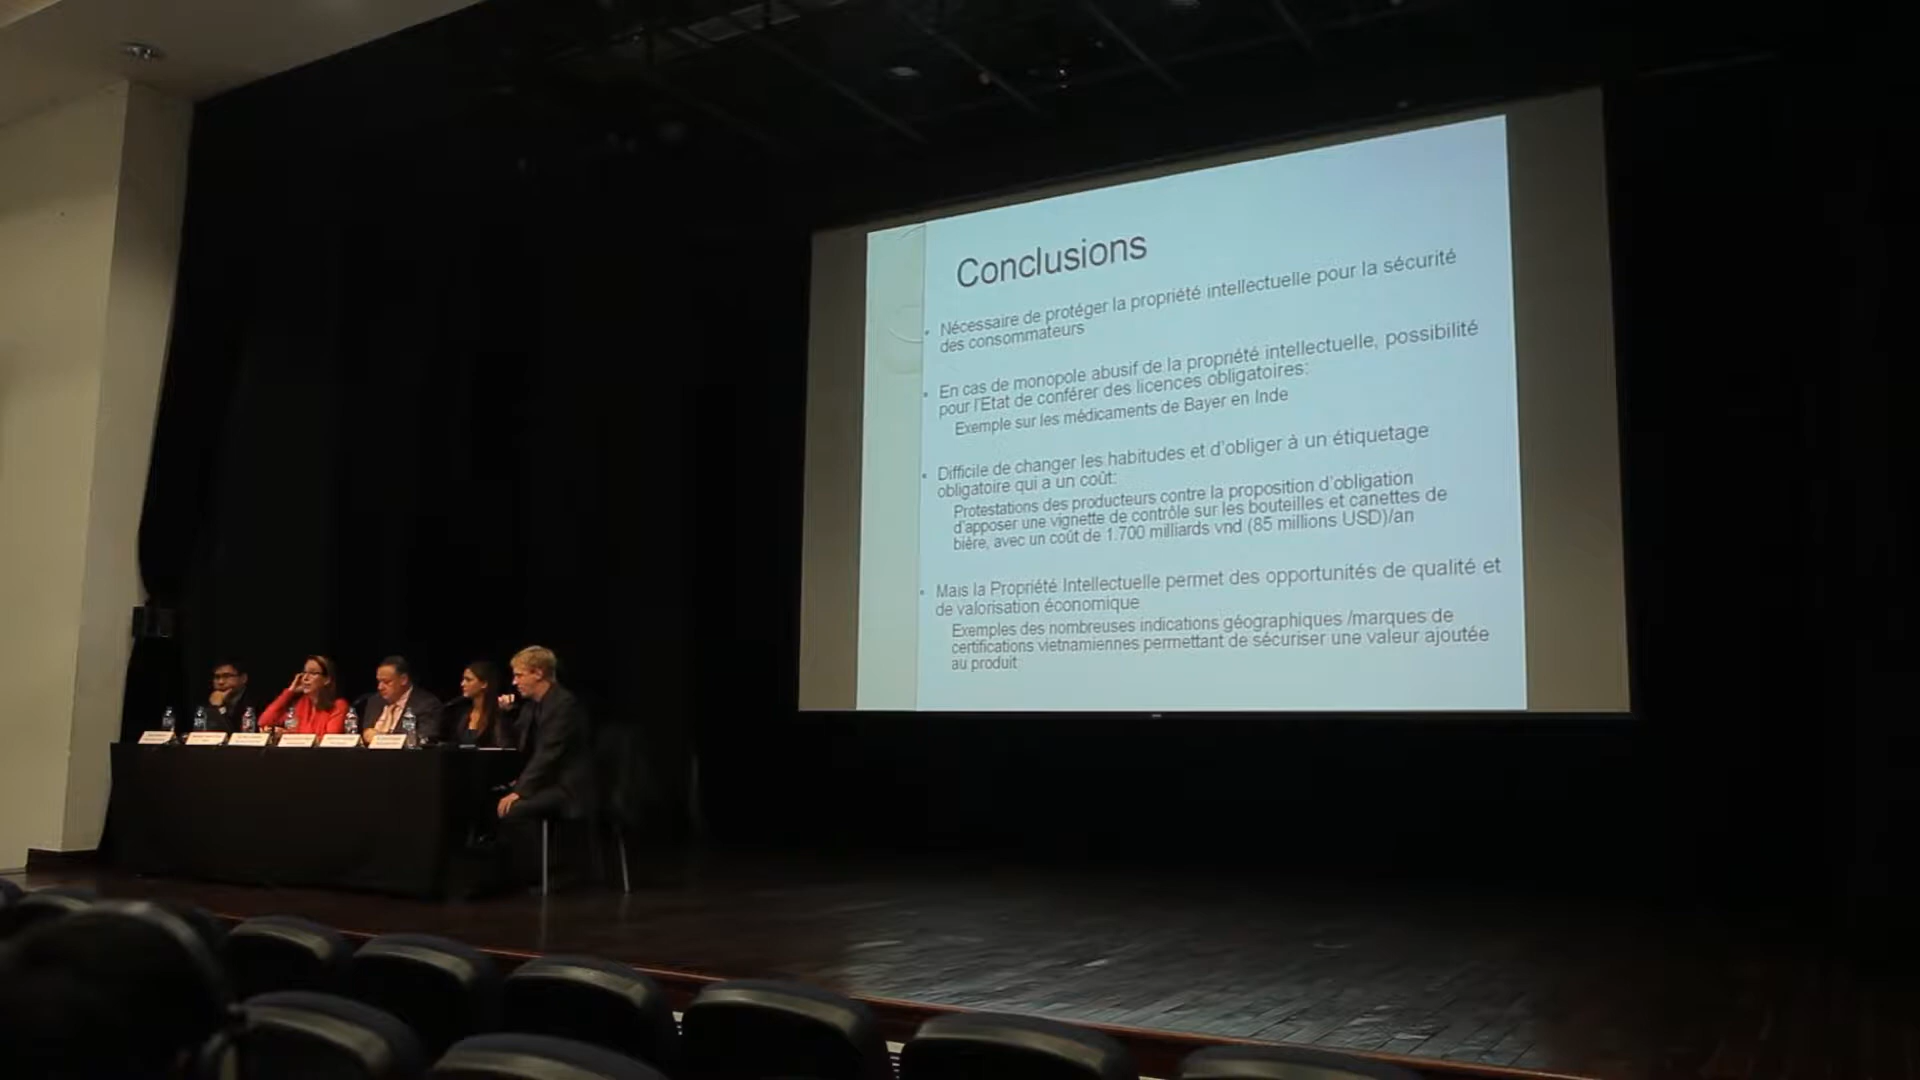 Conclusions
Nécessaire de protéger la propriété intellectuelle pour la sécurité
des consommateurs
En cas de monopole abusif de la propriété intellectuelle, possibilité
pour l'Etat de conférer des licences obligatoires:
Exemple sur les médicaments de Bayer en Inde
Difficile de changer les habitudes et d'obliger à un étiquetage
obligatoire qui a un coût:
Protestations des producteurs contre la proposition d'obligation
d'apposer une vignette de contrôle sur les bouteilles et canettes de
bière, avec un coût de 1.700 milliards vnd (85 millions USD)/an
Mais la Propriété Intellectuelle permet des opportunités de qualité et
de valorisation économique
Exemples des nombreuses indications géographiques /marques de
certifications vietnamiennes permettant de sécuriser une valeur ajoutée
au produit